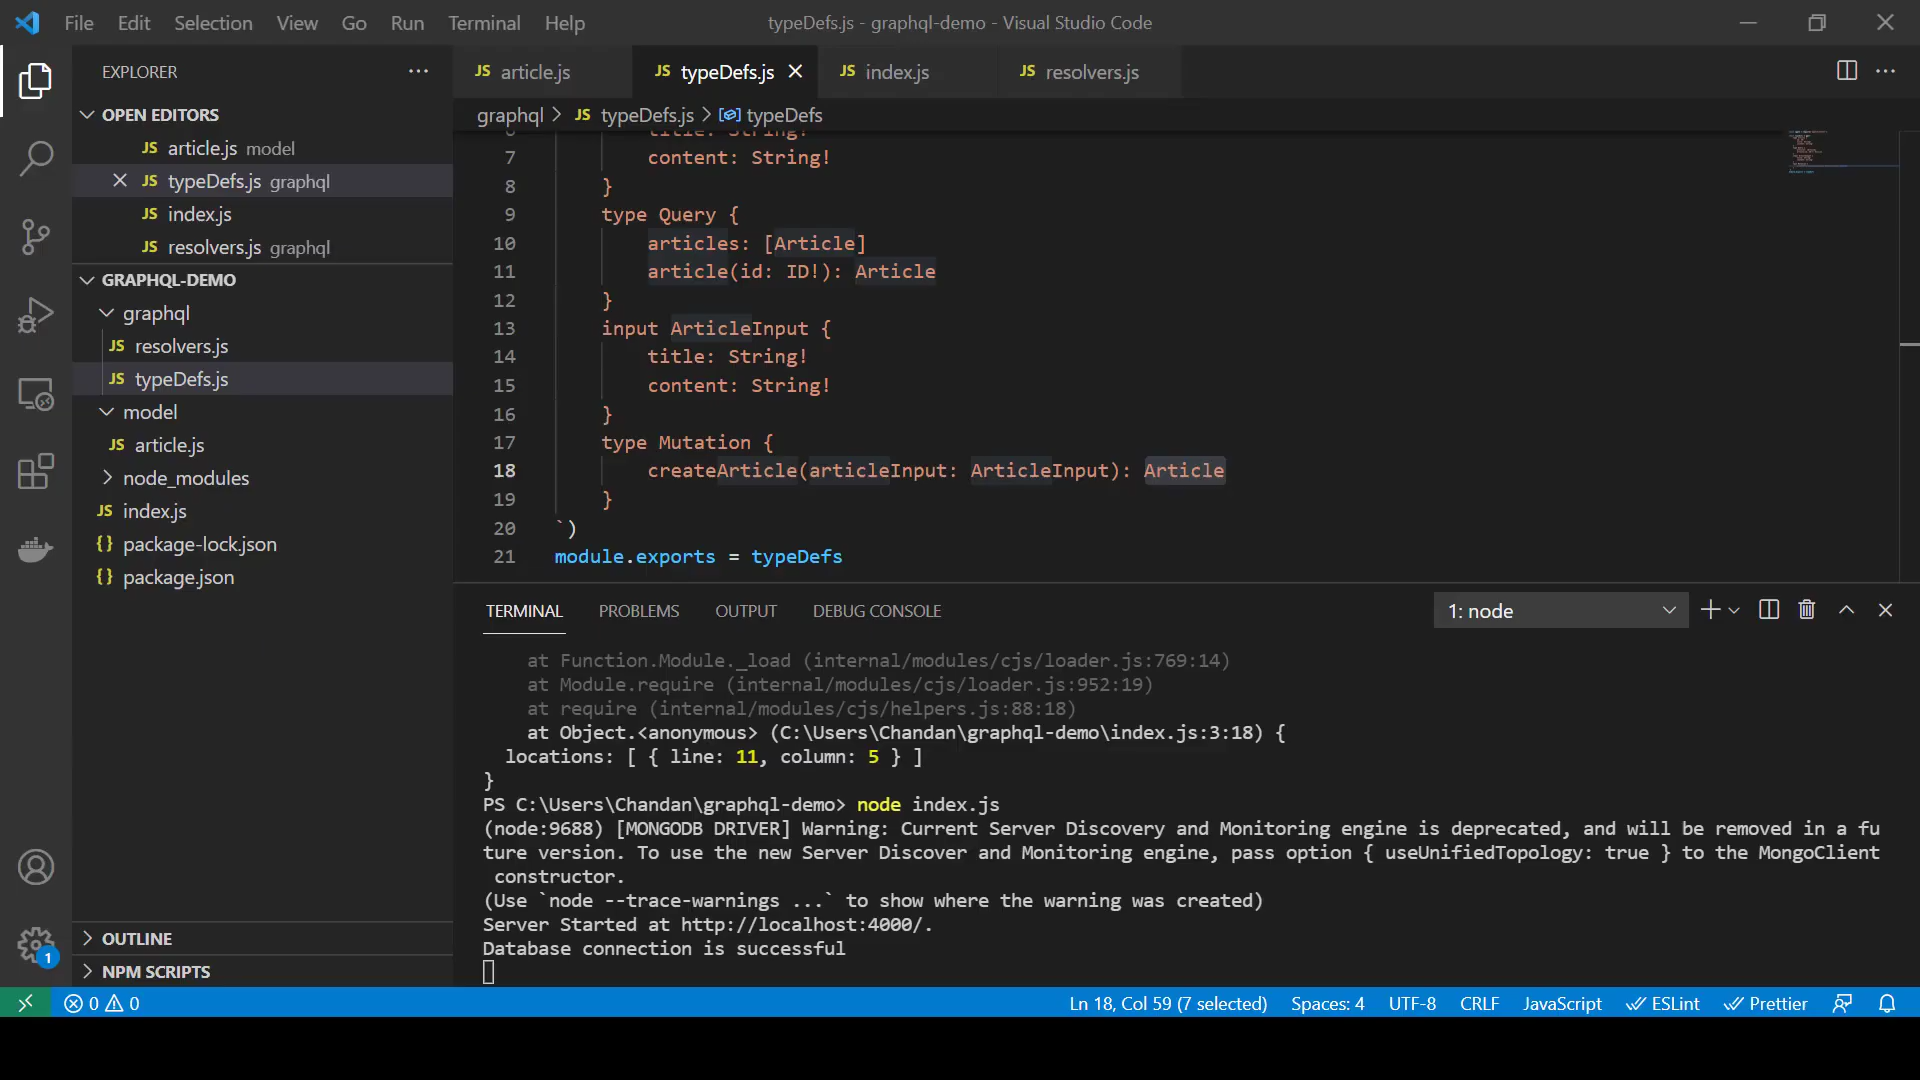 File Edit Selection View Go Run Terminal Help
typeDefs.js - graphql-demo - Visual Studio Code
EXPLORER
OPEN EDITORS
JS article.js model
JS typeDefs.js graphql
JS index.js
JS resolvers.js graphql
GRAPHQL-DEMO
graphql
JS resolvers.js
JS typeDefs.js
model
JS article.js
node_modules
JS index.js
{} package-lock.json
{} package.json
OUTLINE
NPM SCRIPTS
1
JS article.js JS typeDefs.js JS index.js JS resolvers.js
graphql > JS typeDefs.js > typeDefs
6 title: String!
7 content: String!
8 }
9 type Query {
10 articles: [Article]
11 article(id: ID!): Article
12 }
13 input ArticleInput {
14 title: String!
15 content: String!
16 }
17 type Mutation {
18 createArticle(articleInput: ArticleInput): Article
19 }
20 `)
21 module.exports = typeDefs
TERMINAL PROBLEMS OUTPUT DEBUG CONSOLE
1: node
at Function.Module._load (internal/modules/cjs/loader.js:769:14)
at Module.require (internal/modules/cjs/loader.js:952:19)
at require (internal/modules/cjs/helpers.js:88:18)
at Object.<anonymous> (C:\Users\Chandan\graphql-demo\index.js:3:18) {
locations: [ { line: 11, column: 5 } ]
}
PS C:\Users\Chandan\graphql-demo> node index.js
(node:9688) [MONGODB DRIVER] Warning: Current Server Discovery and Monitoring engine is deprecated, and will be removed in a fu
ture version. To use the new Server Discover and Monitoring engine, pass option { useUnifiedTopology: true } to the MongoClient
constructor.
(Use `node --trace-warnings ...` to show where the warning was created)
Server Started at http://localhost:4000/.
Database connection is successful
0 0
Ln 18, Col 59 (7 selected) Spaces: 4 UTF-8 CRLF JavaScript ESLint Prettier